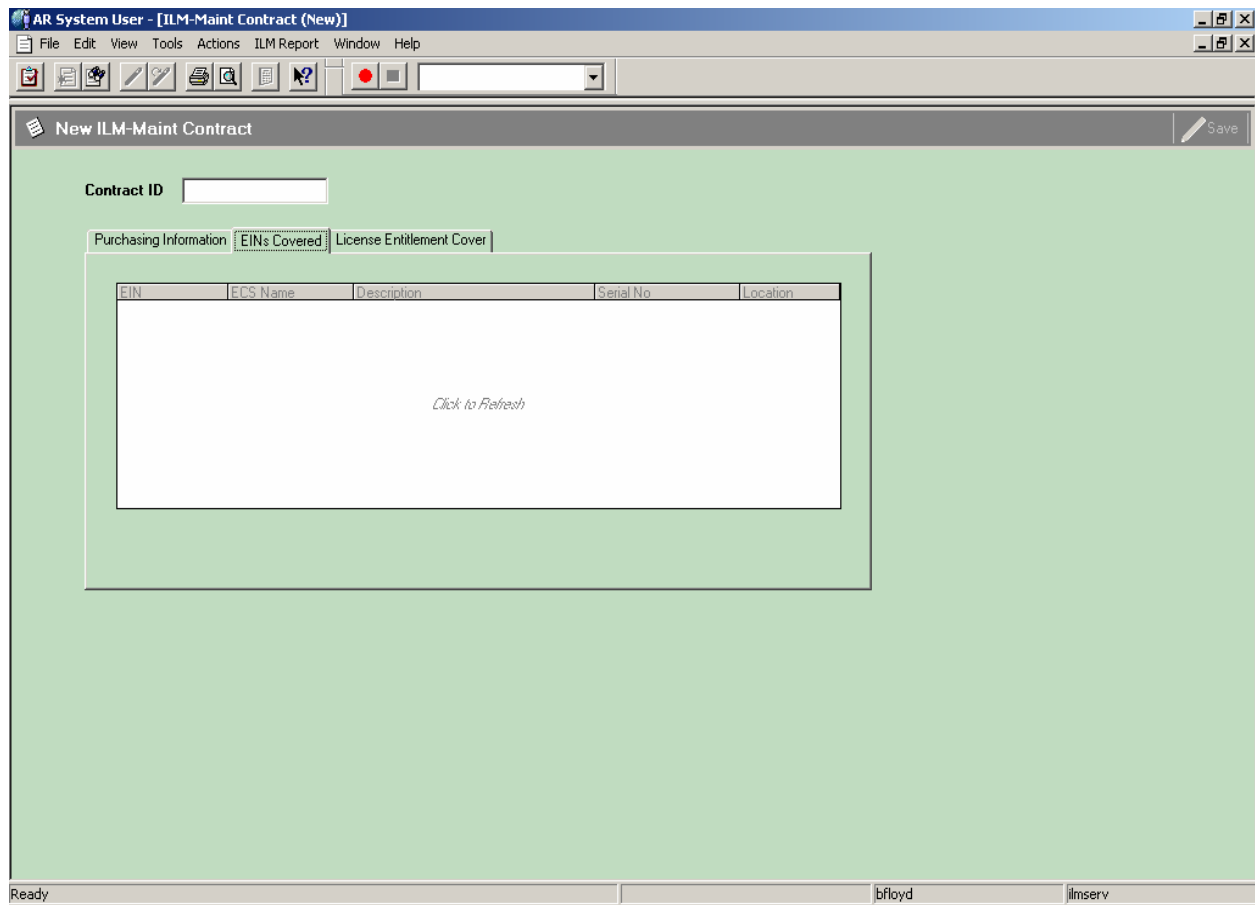 AR System User - [ILM-Maint Contract (New)]
File Edit View Tools Actions ILM Report Window Help
New ILM-Maint Contract
Save
Contract ID
Purchasing Information EINs Covered License Entitlement Cover
EIN ECS Name Description Serial No Location
Click to Refresh
Ready bfloyd ilmserv